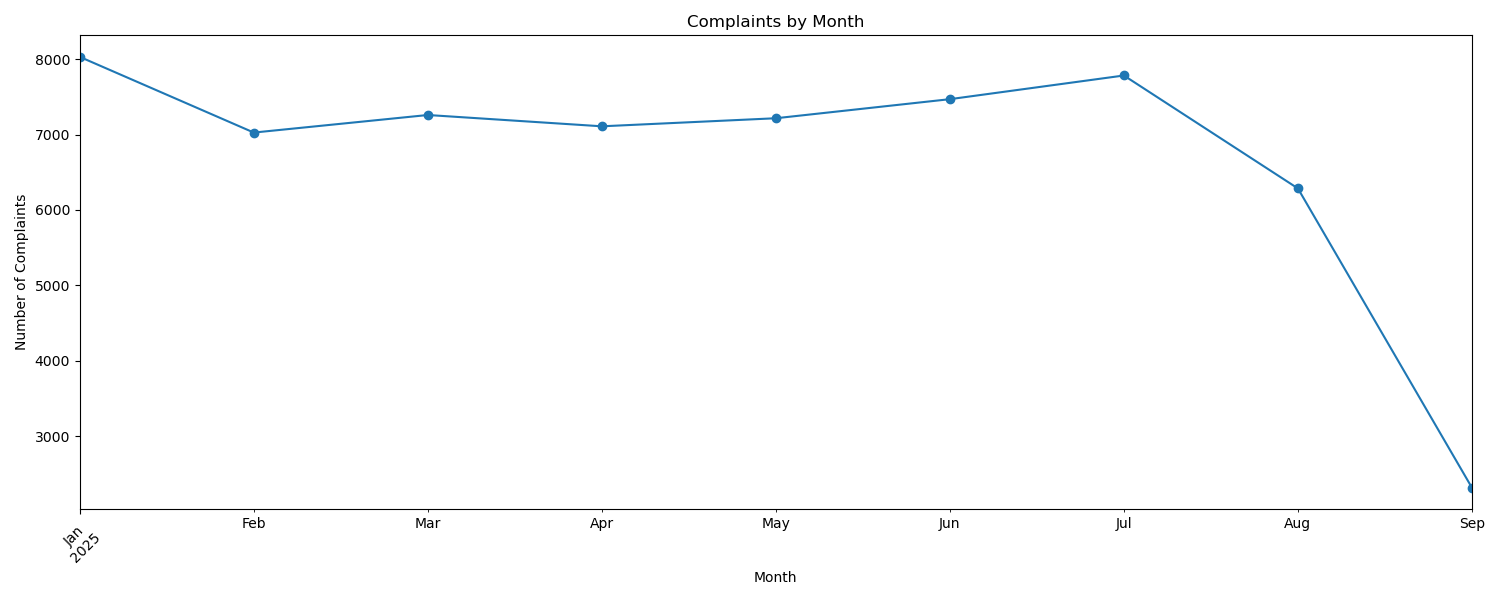 Complaints by Month
8000
7000
6000
5000
4000
3000
Number of Complaints
Jan
2025
Feb
Mar
Apr
May
Jun
Jul
Aug
Sep
Month